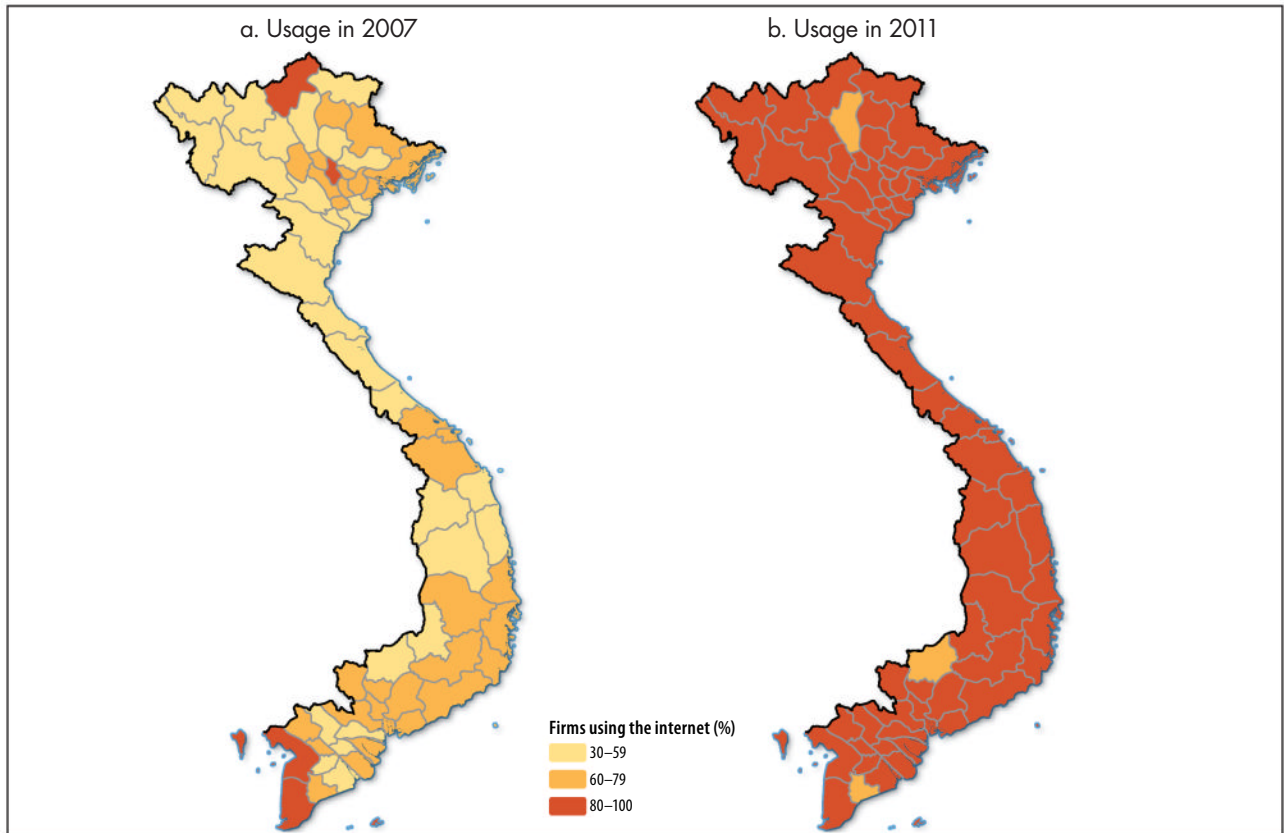 a. Usage in 2007
b. Usage in 2011
Firms using the internet (%)
30–59
60–79
80–100